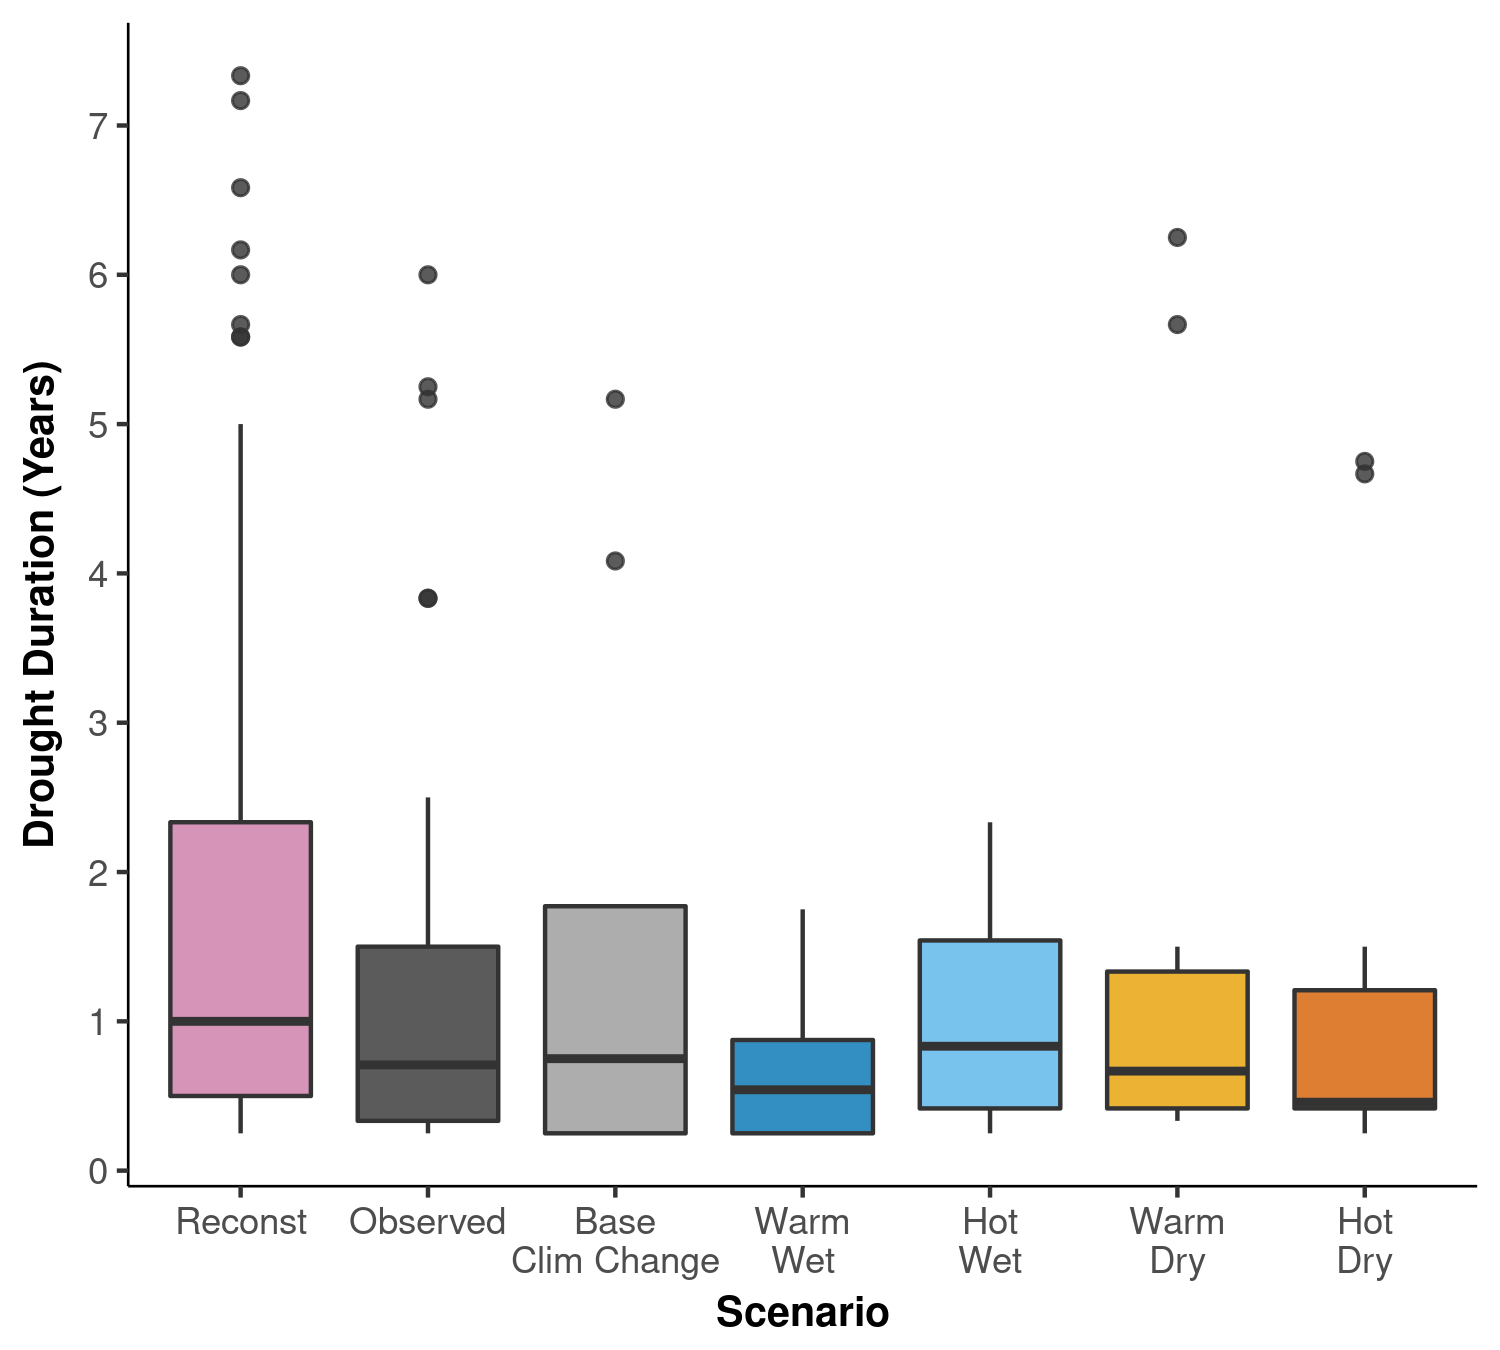 Drought Duration (Years)
7
6
5
4
3
2
1
0
Reconst Observed Base Warm Hot Warm Hot
Clim Change Wet Wet Dry Dry
Scenario